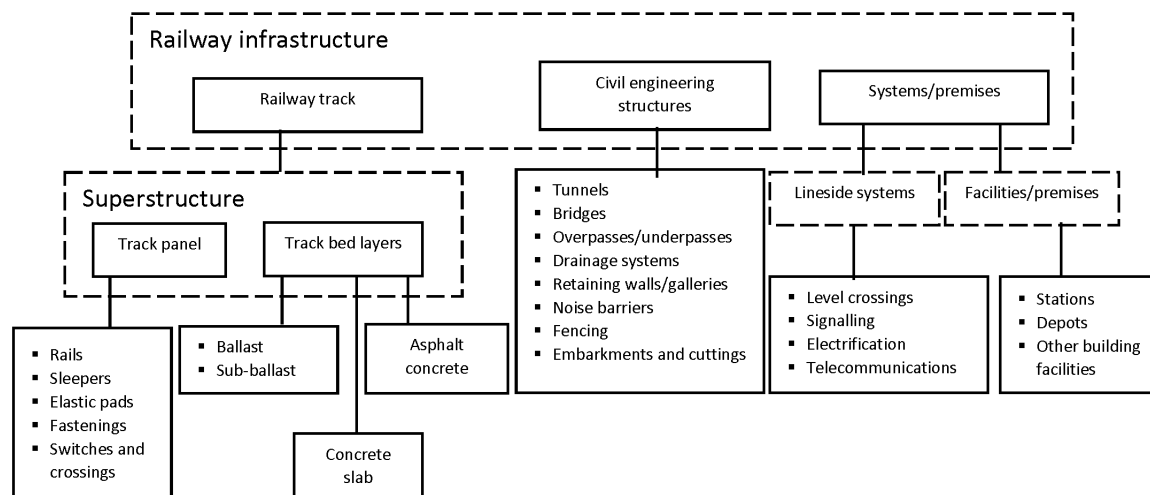 Railway infrastructure
Railway track
Civil engineering
structures
Systems/premises
Superstructure
Track panel
Track bed layers
▪ Rails
▪ Sleepers
▪ Elastic pads
▪ Fastenings
▪ Switches and
crossings
▪ Ballast
▪ Sub-ballast
Concrete
slab
Asphalt
concrete
▪ Tunnels
▪ Bridges
▪ Overpasses/underpasses
▪ Drainage systems
▪ Retaining walls/galleries
▪ Noise barriers
▪ Fencing
▪ Embarkments and cuttings
Lineside systems
Facilities/premises
▪ Level crossings
▪ Signalling
▪ Electrification
▪ Telecommunications
▪ Stations
▪ Depots
▪ Other building
facilities